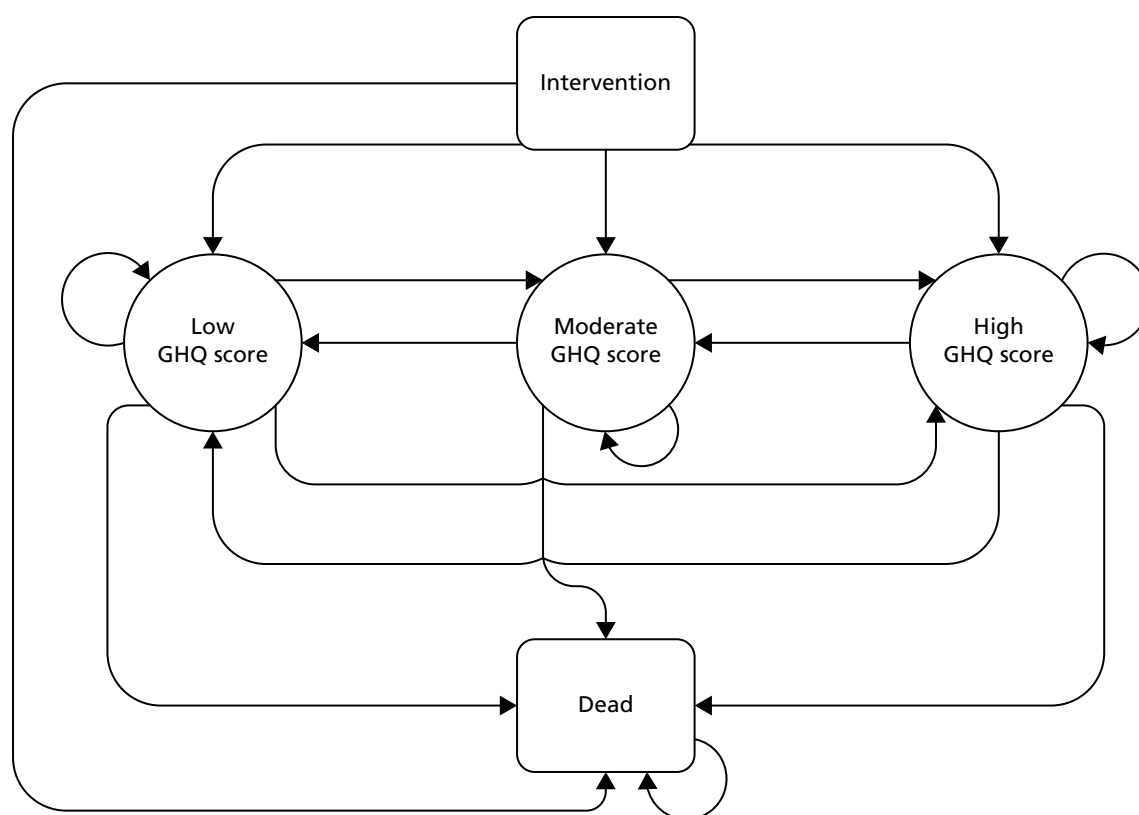 Intervention
Low
GHQ score
Moderate
GHQ score
High
GHQ score
Dead